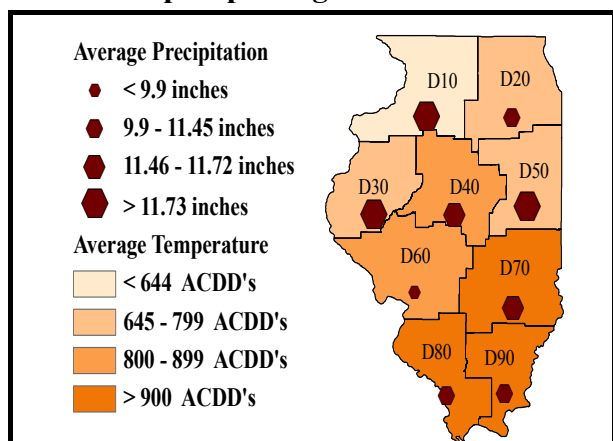 Average Precipitation
< 9.9 inches
9.9 - 11.45 inches
11.46 - 11.72 inches
> 11.73 inches
Average Temperature
< 644 ACDD's
645 - 799 ACDD's
800 - 899 ACDD's
> 900 ACDD's
D10
D20
D30
D40
D50
D60
D70
D80
D90